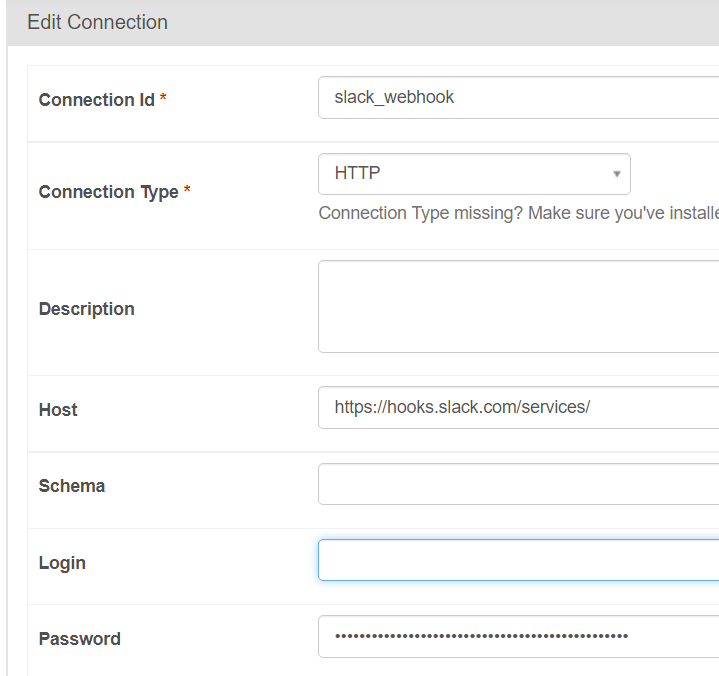 Edit Connection
Connection Id *
slack_webhook
Connection Type *
HTTP
Connection Type missing? Make sure you've installe
Description
Host
https://hooks.slack.com/services/
Schema
Login
Password
••••••••••••••••••••••••••••••••••••••••••••••••